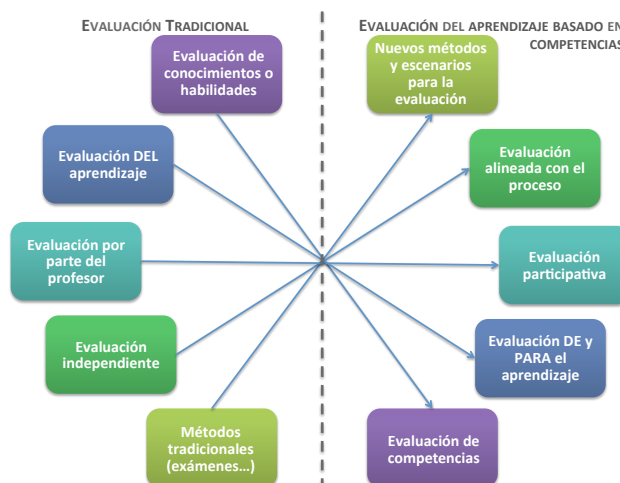 EVALUACIÓN TRADICIONAL
Evaluación de
conocimientos o
habilidades
Evaluación DEL
aprendizaje
Evaluación por
parte del
profesor
Evaluación
independiente
Métodos
tradicionales
(exámenes...)
EVALUACIÓN DEL APRENDIZAJE BASADO EN
COMPETENCIAS
Nuevos métodos
y escenarios
para la
evaluación
Evaluación
alineada con el
proceso
Evaluación
participativa
Evaluación DE y
PARA el
aprendizaje
Evaluación de
competencias